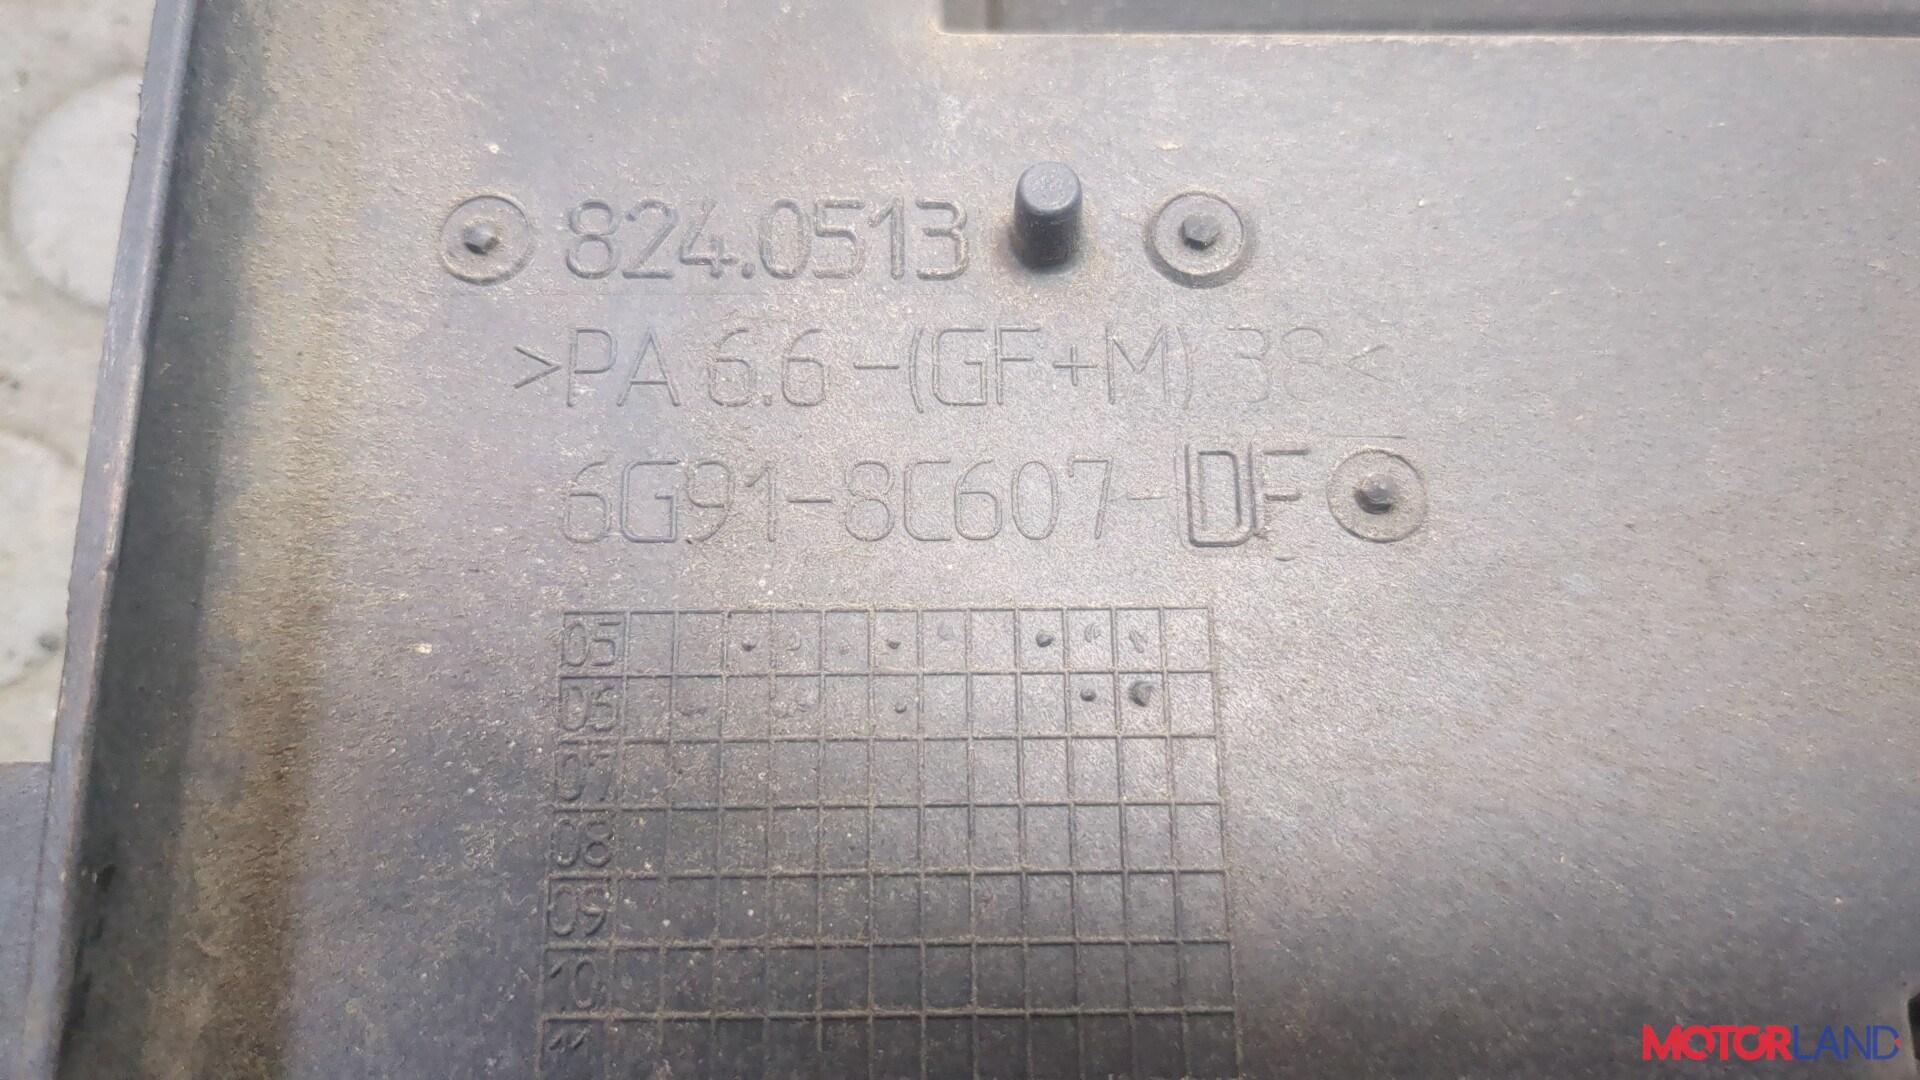 824.0513
>PA 6.6-(GF+M) 38<
6G91-8C607-DF
05
06
07
08
09
10
MOTORLAND